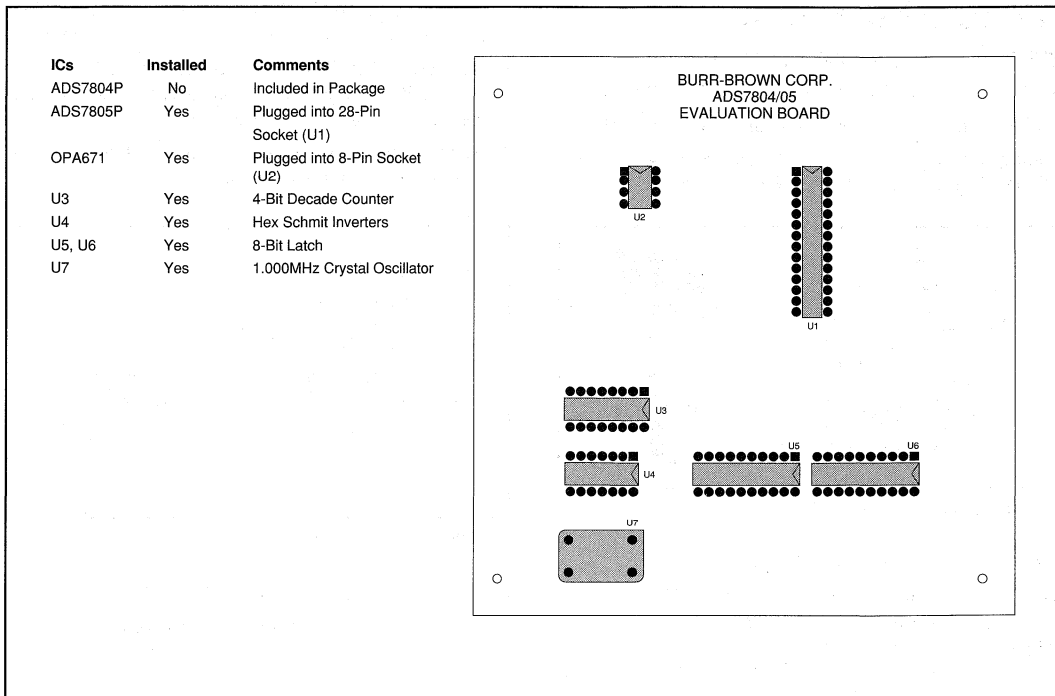 ICs Installed Comments
ADS7804P No Included in Package
ADS7805P Yes Plugged into 28-Pin
Socket (U1)
OPA671 Yes Plugged into 8-Pin Socket
(U2)
U3 Yes 4-Bit Decade Counter
U4 Yes Hex Schmit Inverters
U5, U6 Yes 8-Bit Latch
U7 Yes 1.000MHz Crystal Oscillator
BURR-BROWN CORP.
ADS7804/05
EVALUATION BOARD
U2
U1
U3
U5
U6
U4
U7